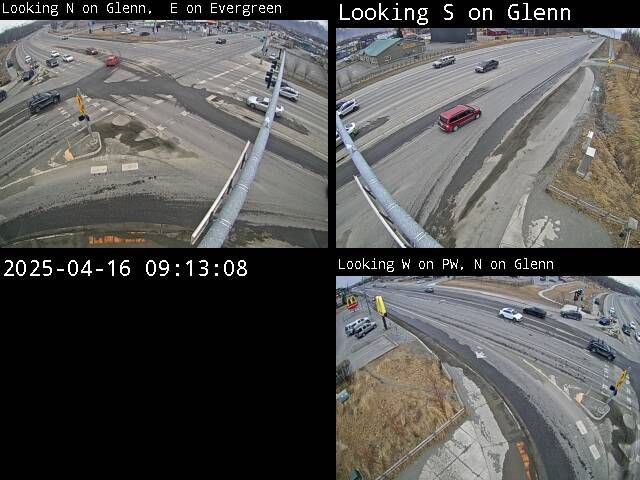 Looking N on Glenn,  E on Evergreen
Looking S on Glenn
2025-04-16 09:13:08
Looking W on PW, N on Glenn